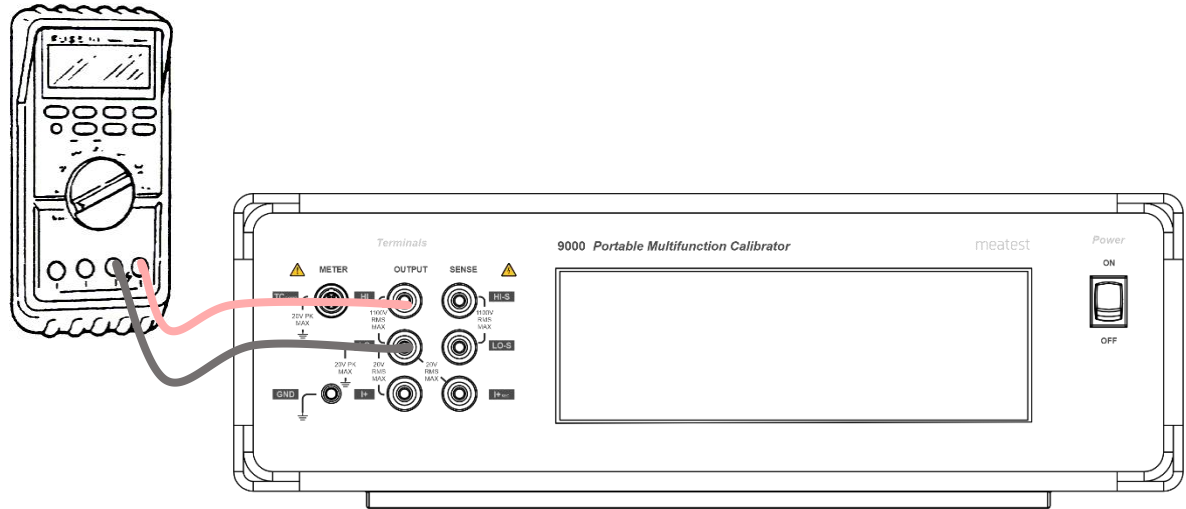 Terminals
9000 Portable Multifunction Calibrator
meatest
Power
METER
OUTPUT
SENSE
ON
HI
HI-S
20V PK
MAX
1100V
RMS
MAX
1100V
RMS
MAX
OFF
LO-S
20V PK
MAX
20V
RMS
MAX
20V
RMS
MAX
GND
I+
I+